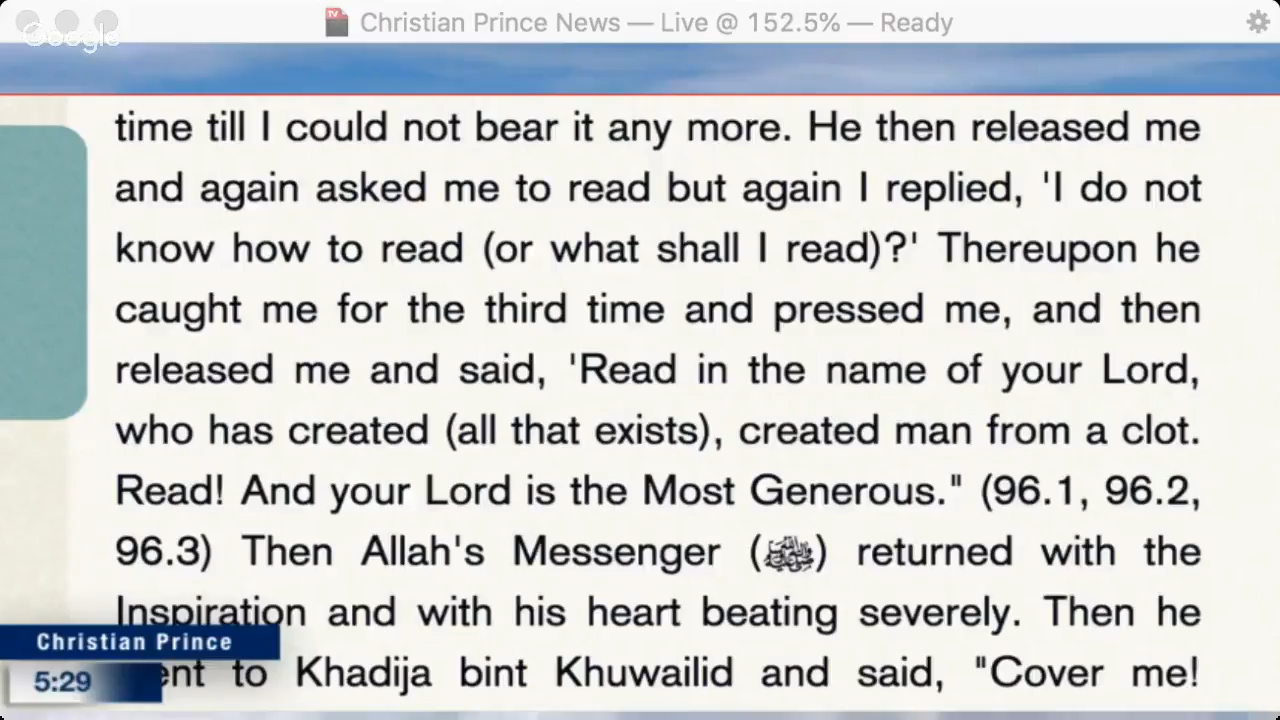 Christian Prince News — Live @ 152.5% — Ready
Google
time till I could not bear it any more. He then released me
and again asked me to read but again I replied, 'I do not
know how to read (or what shall I read)?' Thereupon he
caught me for the third time and pressed me, and then
released me and said, 'Read in the name of your Lord,
who has created (all that exists), created man from a clot.
Read! And your Lord is the Most Generous." (96.1, 96.2,
96.3) Then Allah's Messenger (ﷺ) returned with the
Inspiration and with his heart beating severely. Then he
ent to Khadija bint Khuwailid and said, "Cover me!
Christian Prince
5:29